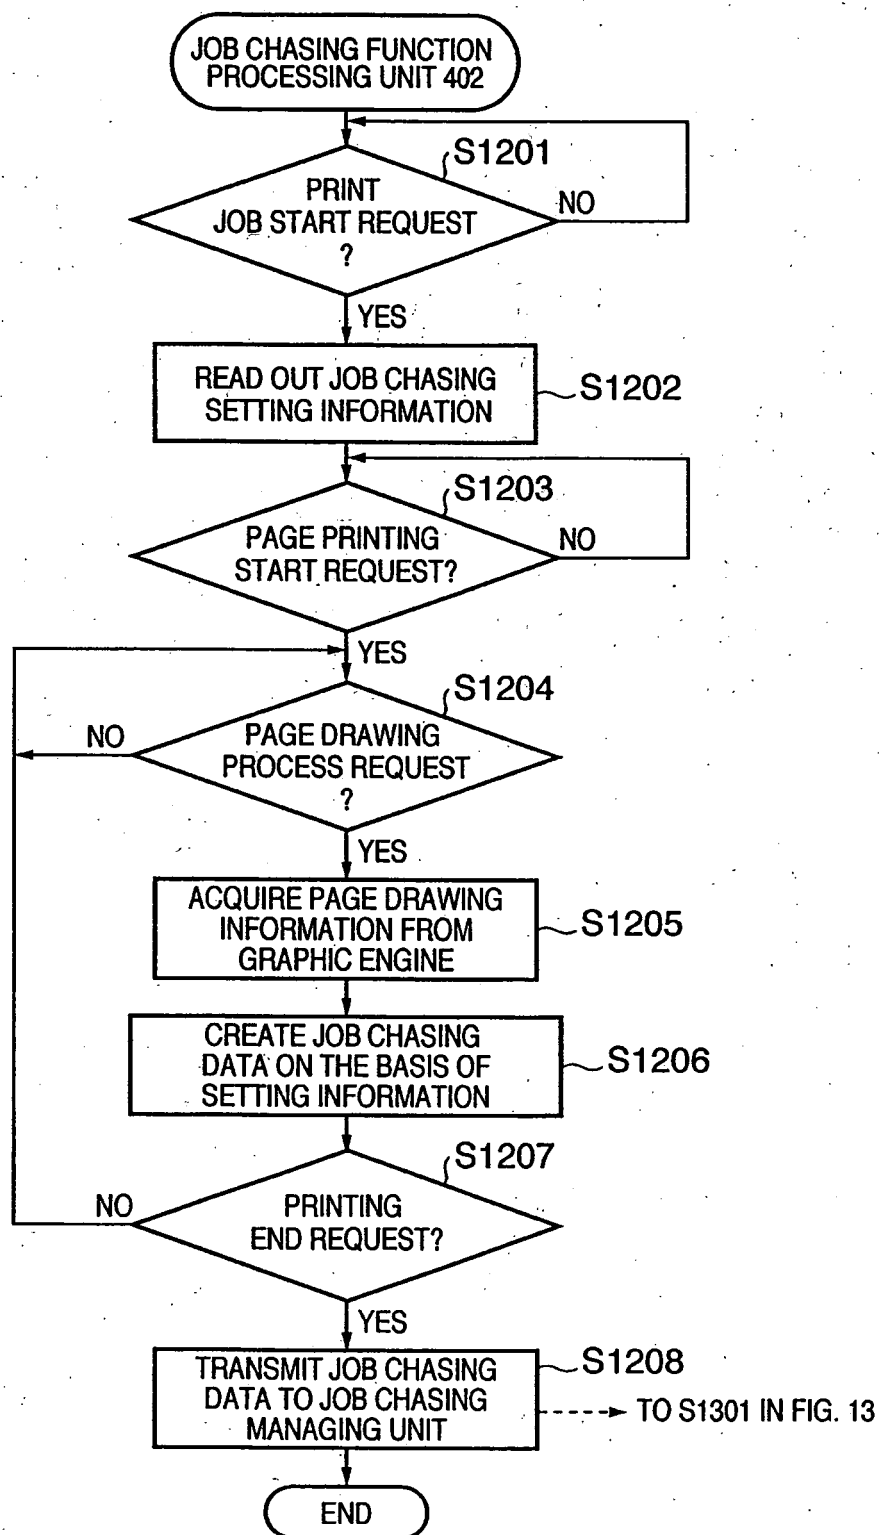 JOB CHASING FUNCTION
PROCESSING UNIT 402
S1201
PRINT
JOB START REQUEST
?
NO
YES
READ OUT JOB CHASING
SETTING INFORMATION
S1202
S1203
PAGE PRINTING
START REQUEST?
NO
YES
S1204
NO
PAGE DRAWING
PROCESS REQUEST
?
YES
ACQUIRE PAGE DRAWING
INFORMATION FROM
GRAPHIC ENGINE
S1205
CREATE JOB CHASING
DATA ON THE BASIS OF
SETTING INFORMATION
S1206
S1207
NO
PRINTING
END REQUEST?
YES
S1208
TRANSMIT JOB CHASING
DATA TO JOB CHASING
MANAGING UNIT
TO S1301 IN FIG. 13
END